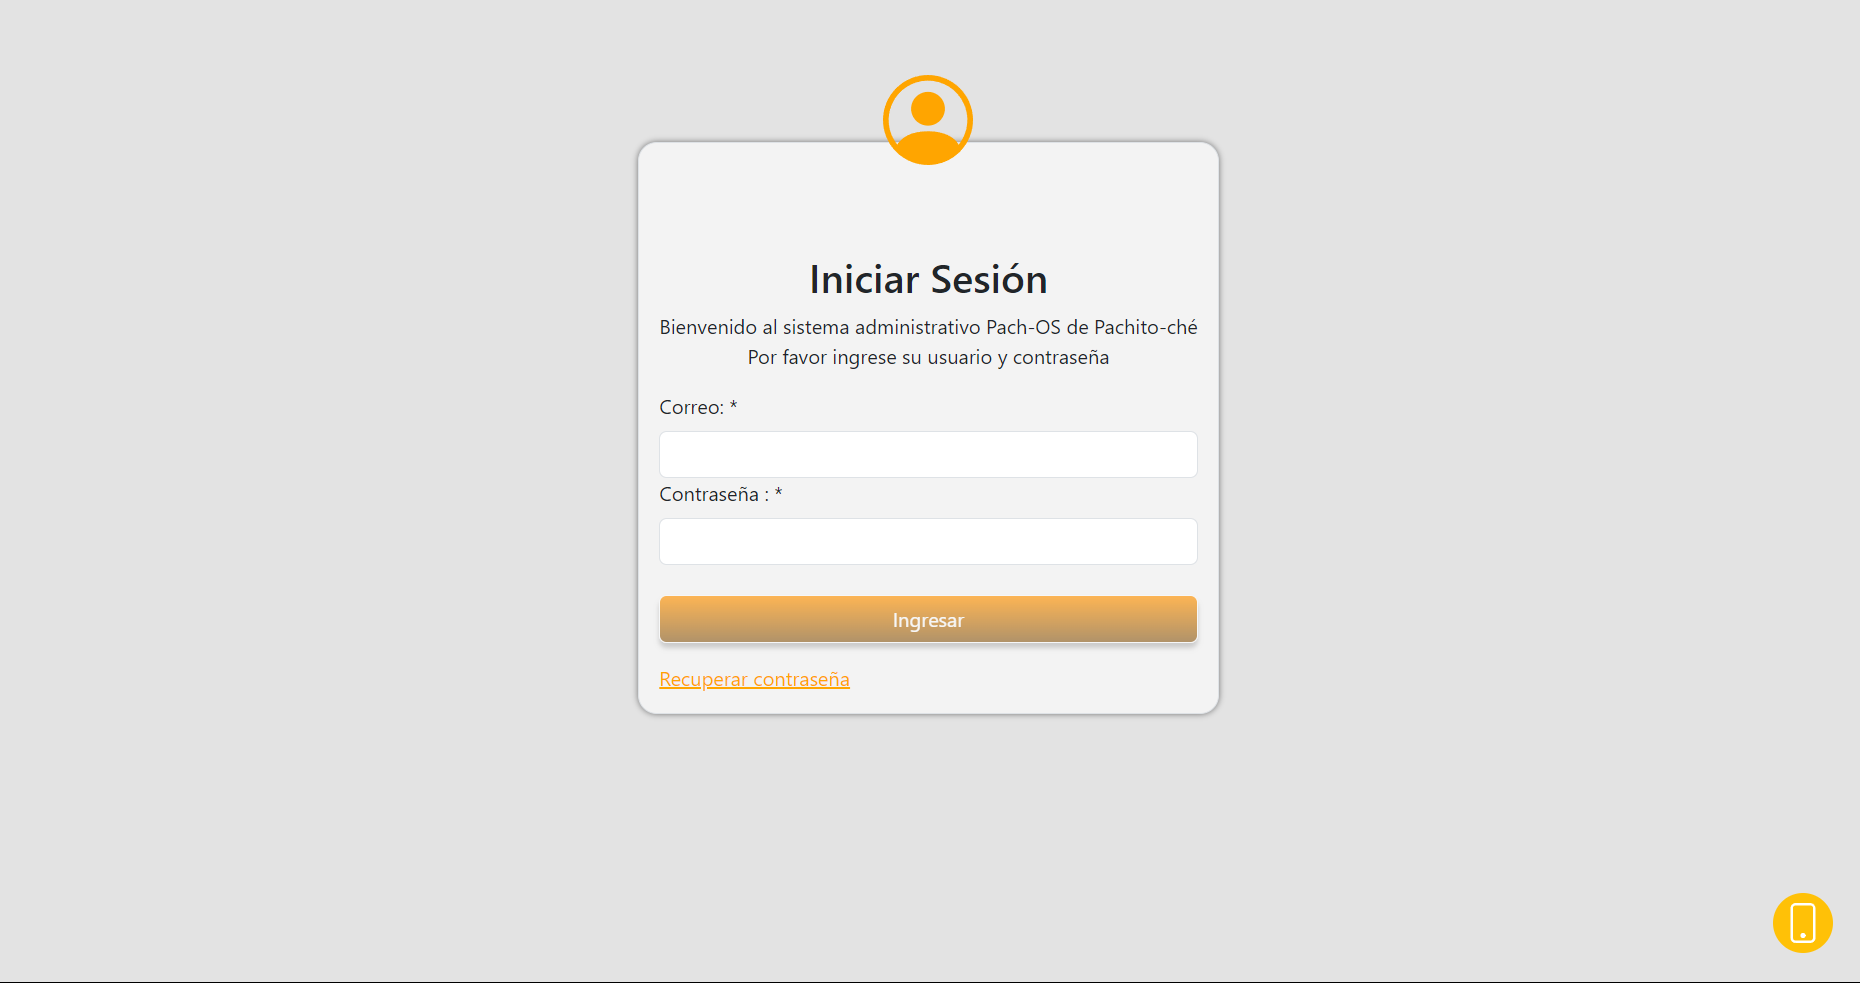 Iniciar Sesión
Bienvenido al sistema administrativo Pach-OS de Pachito-ché
Por favor ingrese su usuario y contraseña
Correo: *
Contraseña : *
Ingresar
Recuperar contraseña